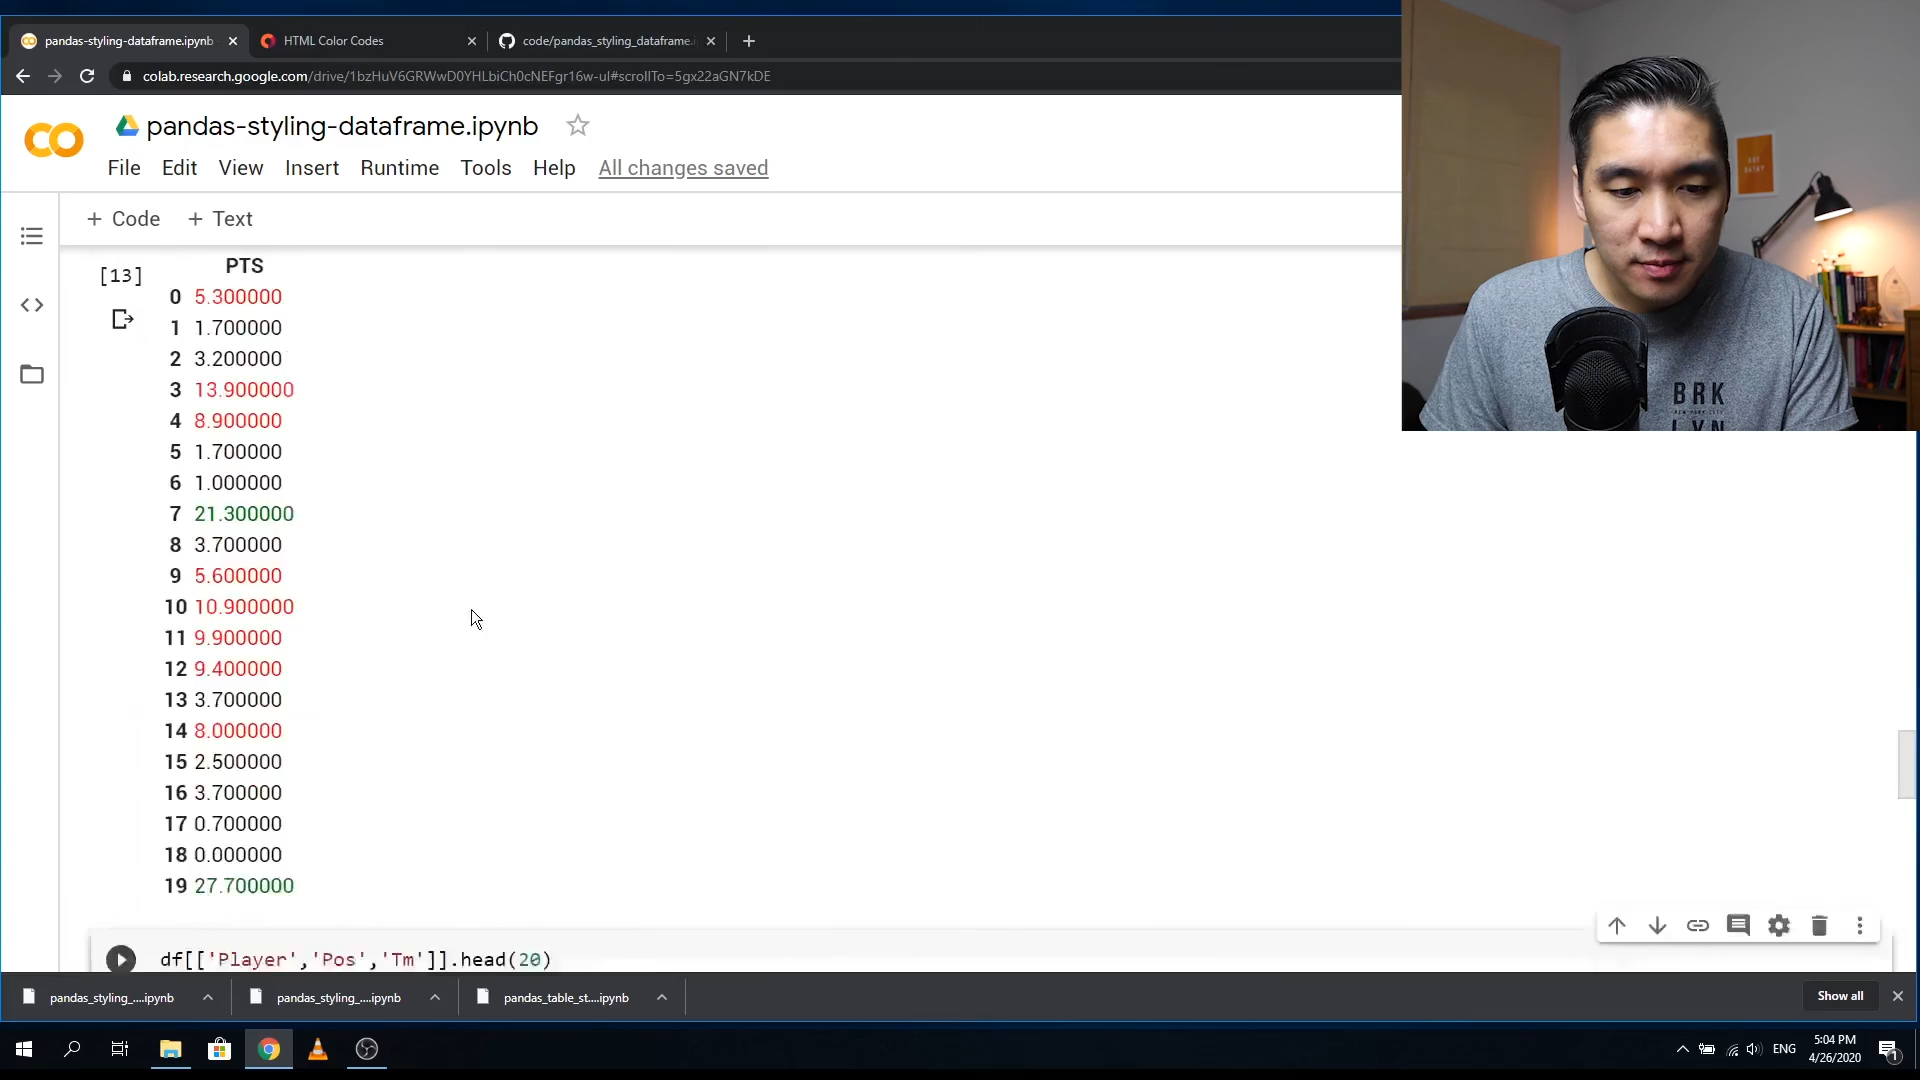 pandas-styling-dataframe.ipynb
HTML Color Codes
code/pandas_styling_dataframe.i
colab.research.google.com/drive/1bzHuV6GRWwD0YHLbiCh0cNEFgr16w-ul#scrollTo=5gx22aGN7kDE
pandas-styling-dataframe.ipynb
File Edit View Insert Runtime Tools Help All changes saved
+ Code + Text
[13]
PTS
0 5.300000
1 1.700000
2 3.200000
3 13.900000
4 8.900000
5 1.700000
6 1.000000
7 21.300000
8 3.700000
9 5.600000
10 10.900000
11 9.900000
12 9.400000
13 3.700000
14 8.000000
15 2.500000
16 3.700000
17 0.700000
18 0.000000
19 27.700000
df[['Player','Pos','Tm']].head(20)
BRK
LYN
pandas_styling_....ipynb
pandas_styling_....ipynb
pandas_table_st....ipynb
Show all
ENG
5:04 PM
4/26/2020
1